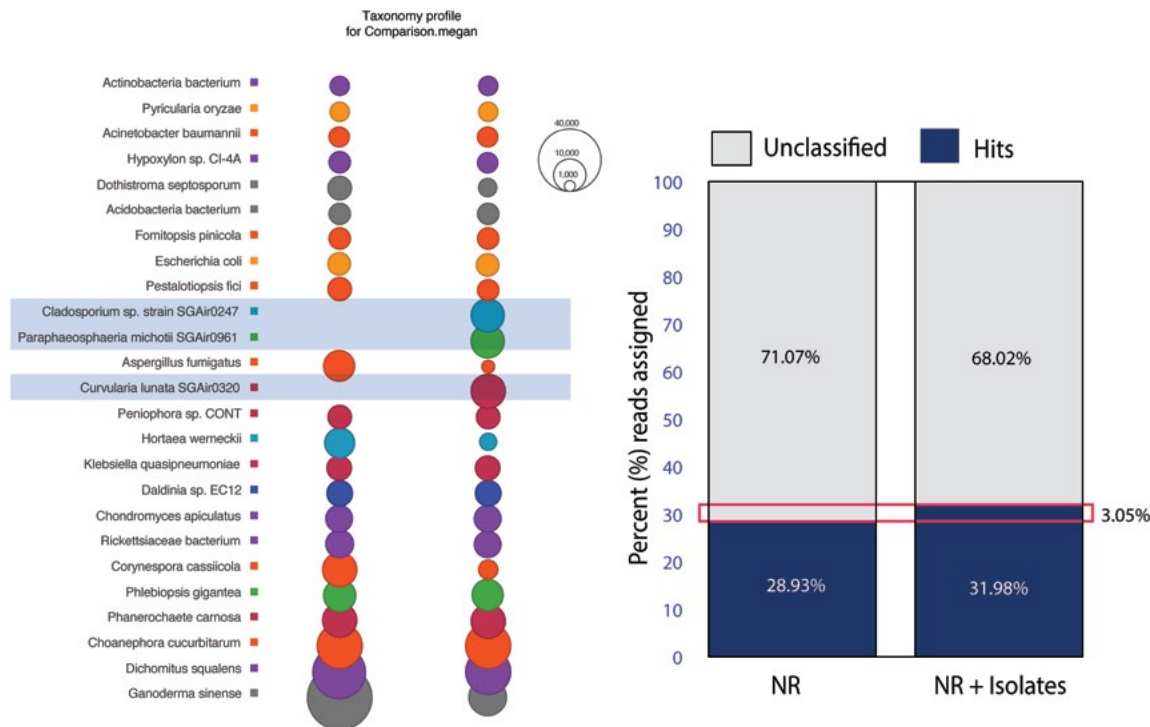 Taxonomy profile
for Comparison.megan
Actinobacteria bacterium
Pyricularia oryzae
Acinetobacter baumannii
Hypoxylon sp. CI-4A
Dothistroma septosporum
Acidobacteria bacterium
Fomitopsis pinicola
Escherichia coli
Pestalotiopsis fici
Cladosporium sp. strain SGAir0247
Paraphaeosphaeria michotii SGAir0961
Aspergillus fumigatus
Curvularia lunata SGAir0320
Peniophora sp. CONT
Hortaea werneckii
Klebsiella quasipneumoniae
Daldinia sp. EC12
Chondromyces apiculatus
Rickettsiaceae bacterium
Corynespora cassiicola
Phlebiopsis gigantea
Phanerochaete carnosa
Choanephora cucurbitarum
Dichomitus squalens
Ganoderma sinense
40,000
10,000
1,000
Unclassified
Hits
Percent (%) reads assigned
100
90
80
70
60
50
40
30
20
10
0
71.07%
68.02%
3.05%
28.93%
31.98%
NR
NR + Isolates